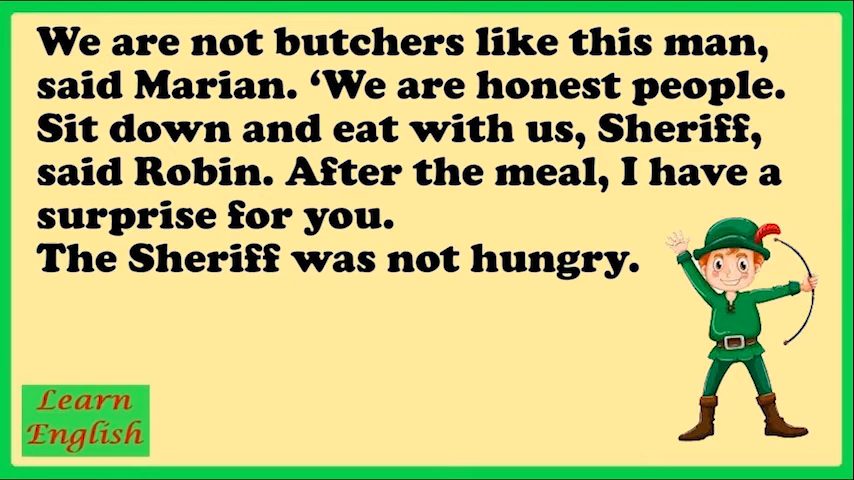 We are not butchers like this man,
said Marian. ‘We are honest people.
Sit down and eat with us, Sheriff,
said Robin. After the meal, I have a
surprise for you.
The Sheriff was not hungry.
Learn
English